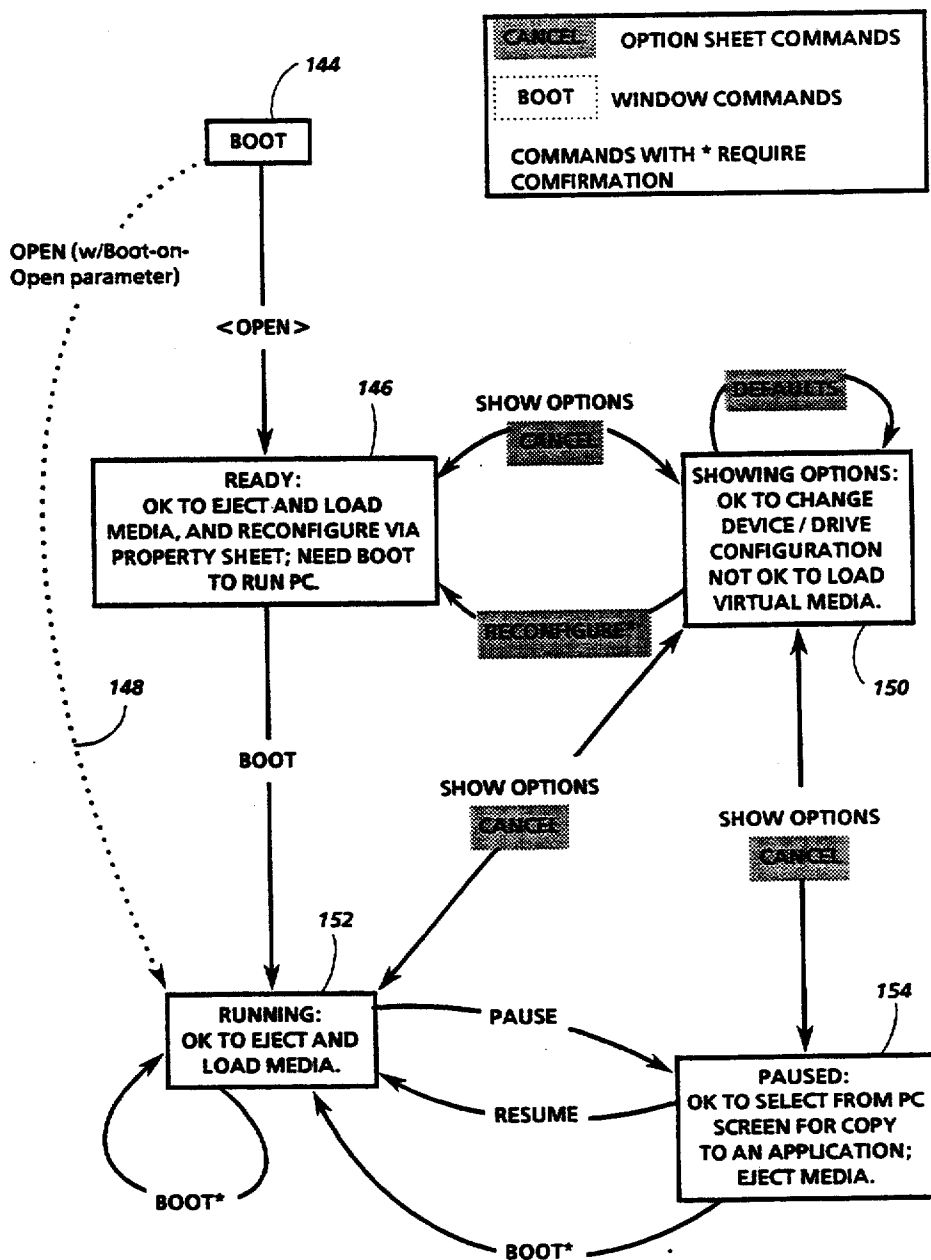 CANCEL OPTION SHEET COMMANDS
BOOT WINDOW COMMANDS
COMMANDS WITH * REQUIRE
COMFIRMATION
144
BOOT
OPEN (w/Boot-on-
Open parameter)
<OPEN>
146
SHOW OPTIONS
CANCEL
DEFAULTS
READY:
OK TO EJECT AND LOAD
MEDIA, AND RECONFIGURE VIA
PROPERTY SHEET; NEED BOOT
TO RUN PC.
SHOWING OPTIONS:
OK TO CHANGE
DEVICE / DRIVE
CONFIGURATION
NOT OK TO LOAD
VIRTUAL MEDIA.
RECONFIGURE*
150
148
BOOT
SHOW OPTIONS
CANCEL
SHOW OPTIONS
CANCEL
152
RUNNING:
OK TO EJECT AND
LOAD MEDIA.
PAUSE
RESUME
154
PAUSED:
OK TO SELECT FROM PC
SCREEN FOR COPY
TO AN APPLICATION;
EJECT MEDIA.
BOOT*
BOOT*